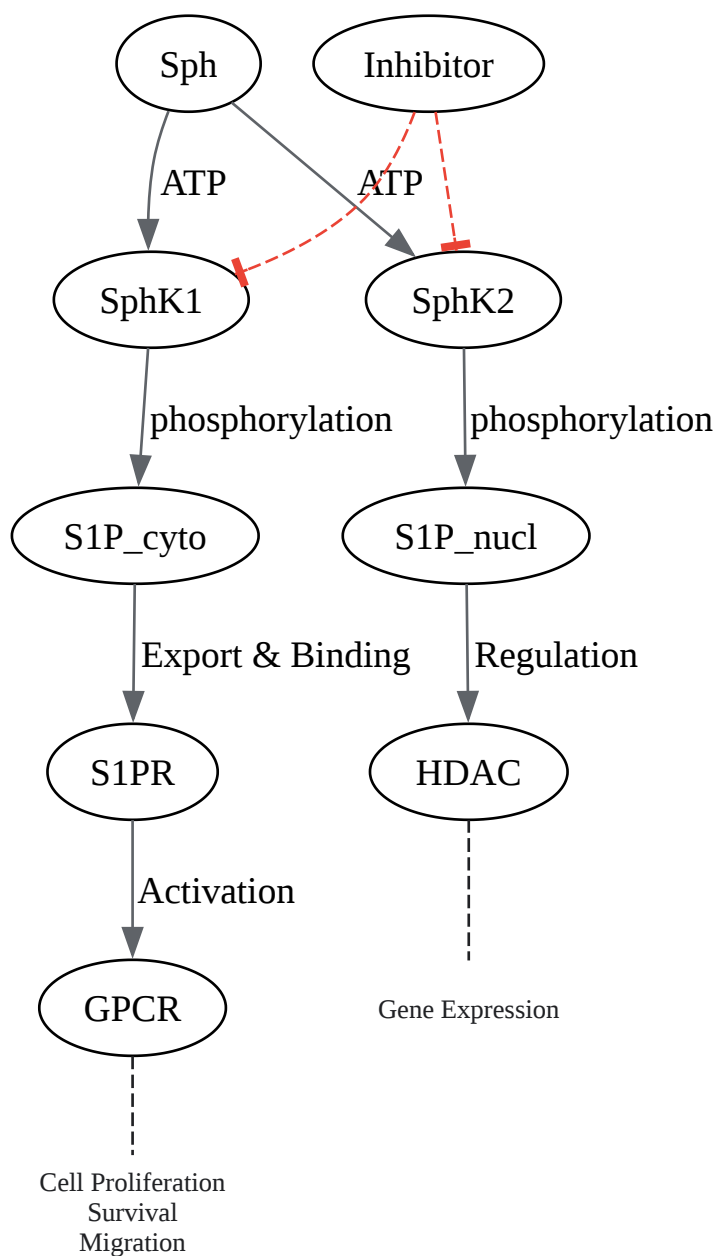 Sph
Inhibitor
ATP
ATP
SphK1
SphK2
phosphorylation
phosphorylation
S1P_cyto
S1P_nucl
Export & Binding
Regulation
S1PR
HDAC
Activation
GPCR
Gene Expression
Cell Proliferation
Survival
Migration